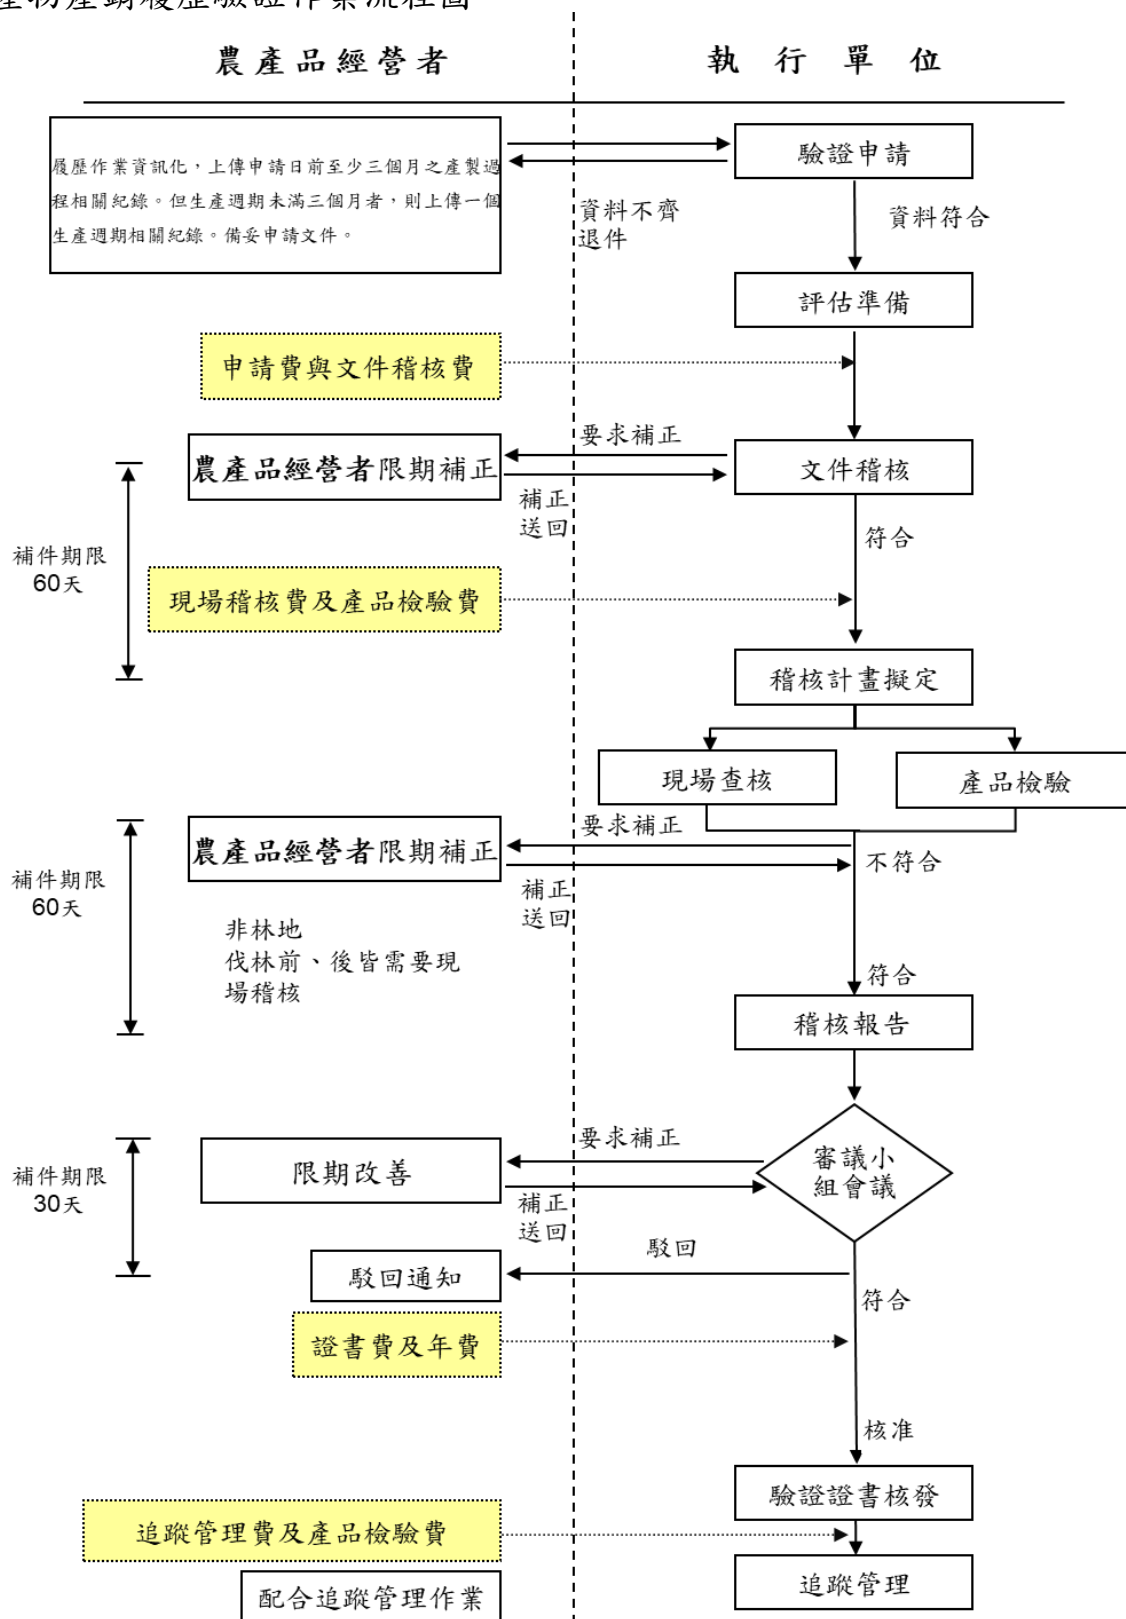 產物產銷履歷驗證作業流程圖
農產品經營者
執行單位
履歷作業資訊化，上傳申請日前至少三個月之產製過
程相關紀錄。但生產週期未滿三個月者，則上傳一個
生產週期相關紀錄。備妥申請文件。
驗證申請
資料不齊
退件
資料符合
評估準備
申請費與文件稽核費
農產品經營者限期補正
要求補正
文件稽核
補正
送回
符合
補件期限
60天
現場稽核費及產品檢驗費
稽核計畫擬定
現場查核
產品檢驗
要求補正
農產品經營者限期補正
不符合
補件期限
60天
補正
送回
非林地
伐林前、後皆需要現
場稽核
符合
稽核報告
要求補正
審議小
組會議
補件期限
30天
限期改善
補正
送回
駁回
駁回通知
符合
證書費及年費
核准
驗證證書核發
追蹤管理費及產品檢驗費
追蹤管理
配合追蹤管理作業